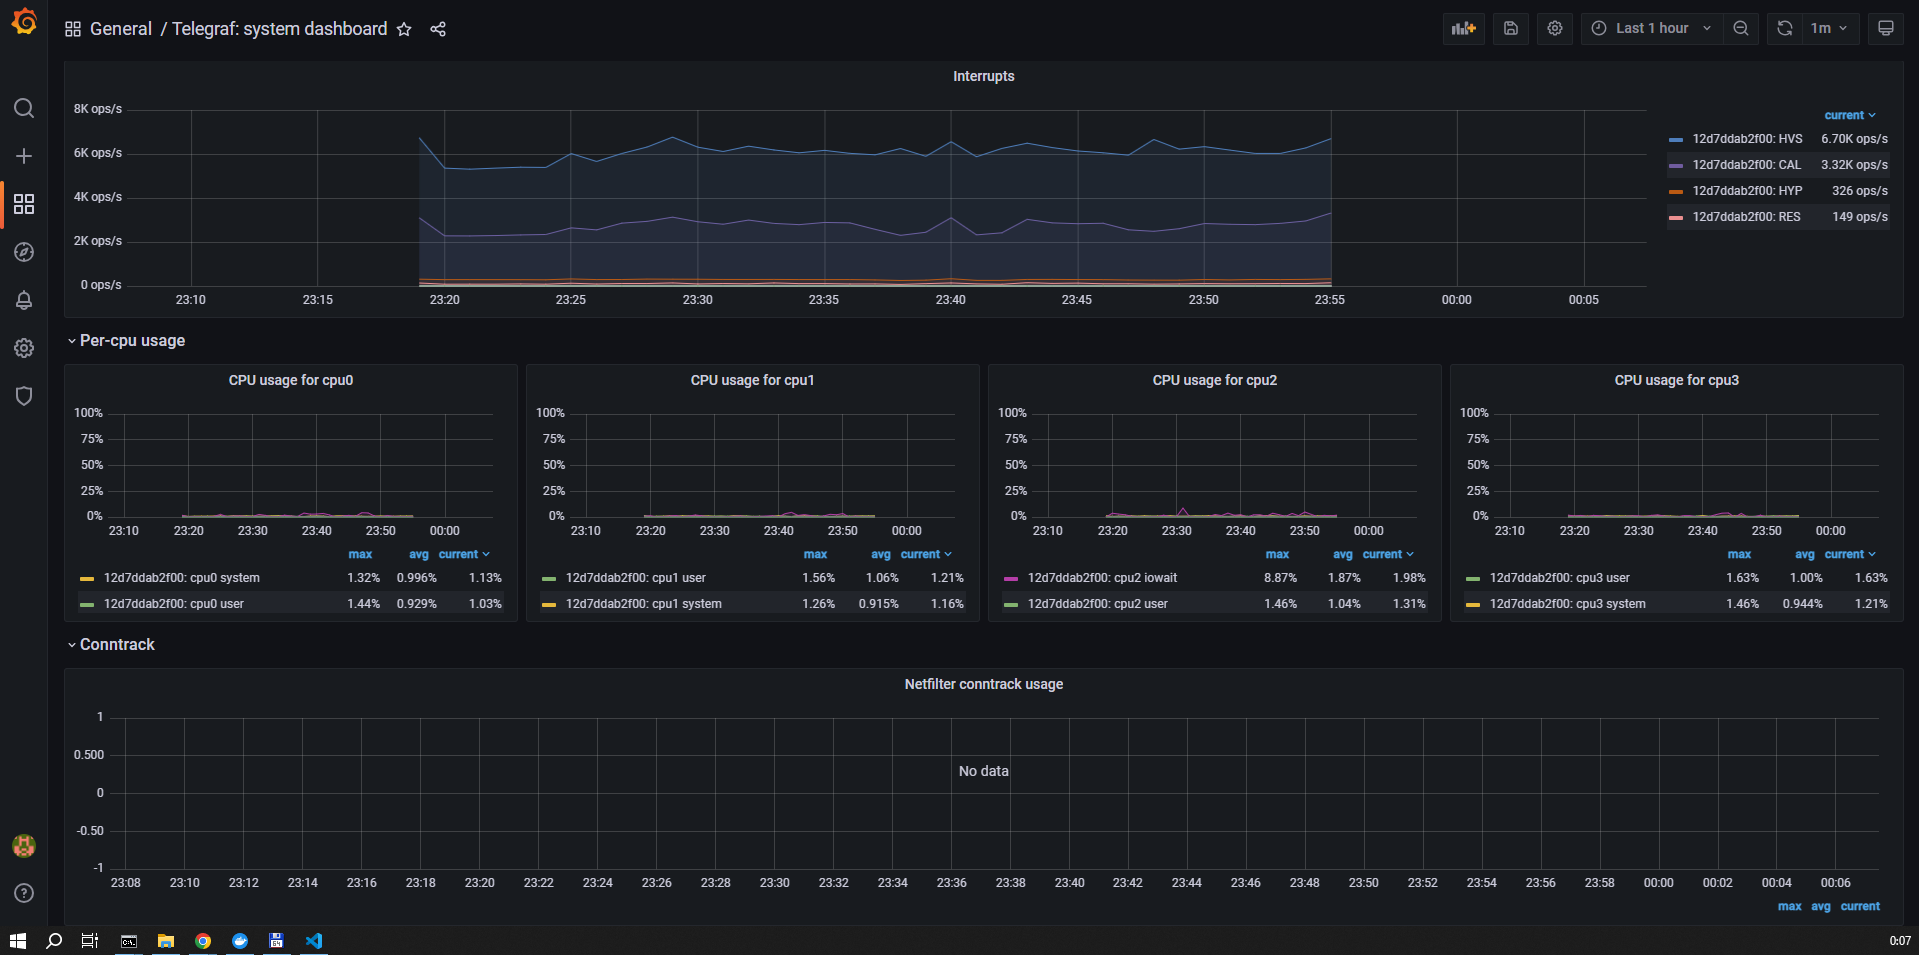 General / Telegraf: system dashboard
Last 1 hour
1m
Interrupts
8K ops/s
6K ops/s
4K ops/s
2K ops/s
0 ops/s
23:10 23:15 23:20 23:25 23:30 23:35 23:40 23:45 23:50 23:55 00:00 00:05
current
12d7ddab2f00: HVS 6.70K ops/s
12d7ddab2f00: CAL 3.32K ops/s
12d7ddab2f00: HYP 326 ops/s
12d7ddab2f00: RES 149 ops/s
Per-cpu usage
CPU usage for cpu0
100%
75%
50%
25%
0%
23:10 23:20 23:30 23:40 23:50 00:00
max avg current
12d7ddab2f00: cpu0 system 1.32% 0.996% 1.13%
12d7ddab2f00: cpu0 user 1.44% 0.929% 1.03%
CPU usage for cpu1
100%
75%
50%
25%
0%
23:10 23:20 23:30 23:40 23:50 00:00
max avg current
12d7ddab2f00: cpu1 user 1.56% 1.06% 1.21%
12d7ddab2f00: cpu1 system 1.26% 0.915% 1.16%
CPU usage for cpu2
100%
75%
50%
25%
0%
23:10 23:20 23:30 23:40 23:50 00:00
max avg current
12d7ddab2f00: cpu2 iowait 8.87% 1.87% 1.98%
12d7ddab2f00: cpu2 user 1.46% 1.04% 1.31%
CPU usage for cpu3
100%
75%
50%
25%
0%
23:10 23:20 23:30 23:40 23:50 00:00
max avg current
12d7ddab2f00: cpu3 user 1.63% 1.00% 1.63%
12d7ddab2f00: cpu3 system 1.46% 0.944% 1.21%
Conntrack
Netfilter conntrack usage
1
0.500
0
-0.50
-1
No data
23:08 23:10 23:12 23:14 23:16 23:18 23:20 23:22 23:24 23:26 23:28 23:30 23:32 23:34 23:36 23:38 23:40 23:42 23:44 23:46 23:48 23:50 23:52 23:54 23:56 23:58 00:00 00:02 00:04 00:06
max avg current
0:07